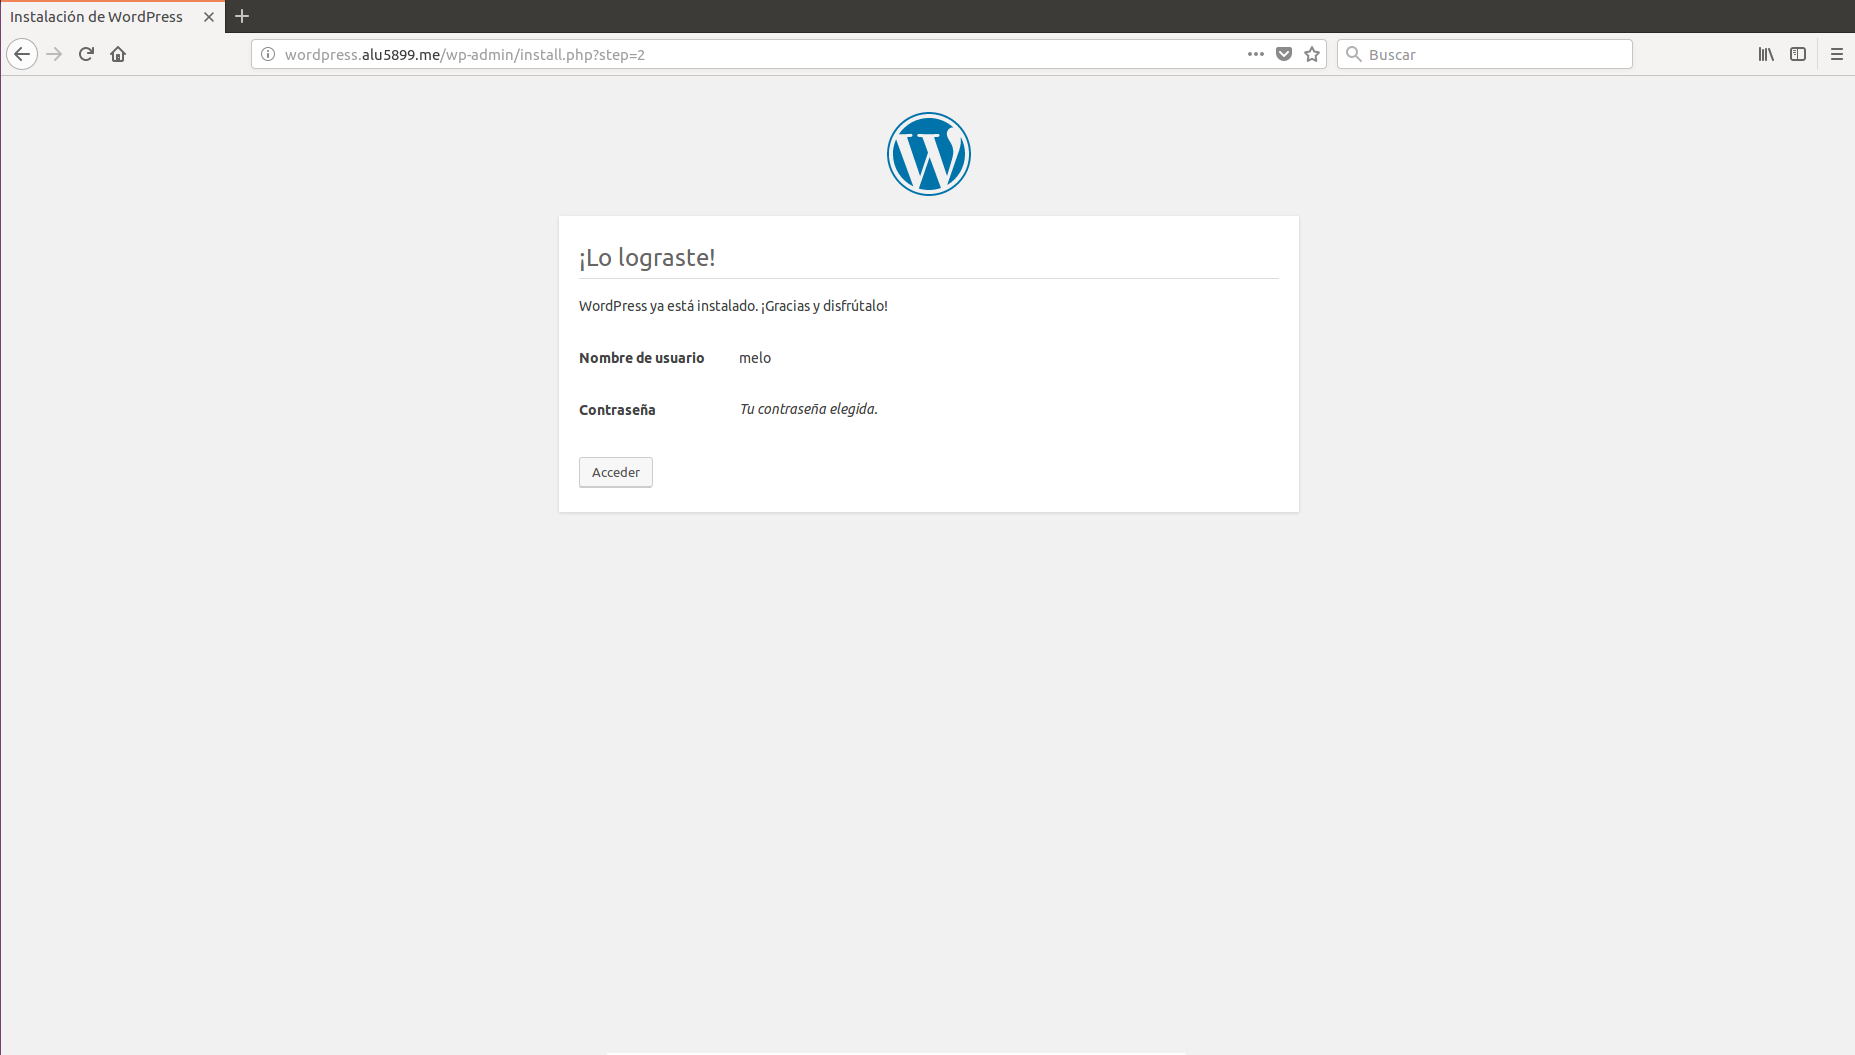 Instalación de WordPress
wordpress.alu5899.me/wp-admin/install.php?step=2
Buscar
¡Lo lograste!
WordPress ya está instalado. ¡Gracias y disfrútalo!
Nombre de usuario melo
Contraseña Tu contraseña elegida.
Acceder